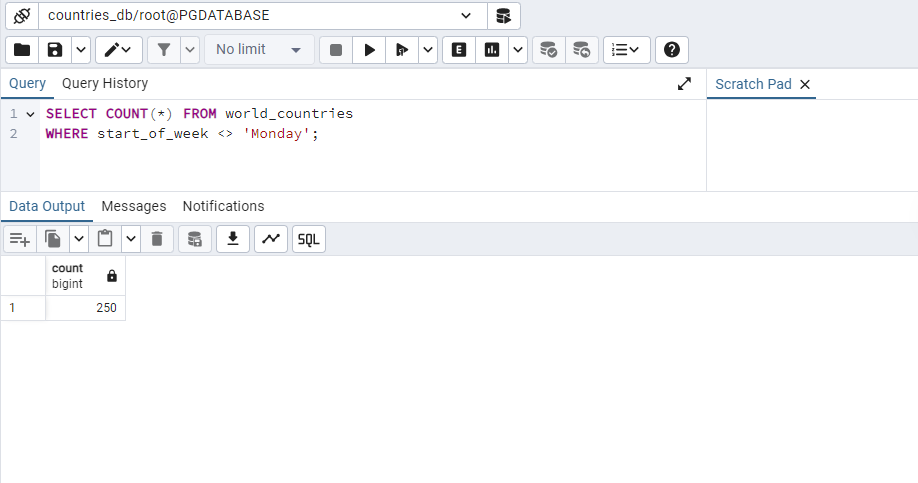 countries_db/root@PGDATABASE
No limit
E
Query Query History
Scratch Pad
1 SELECT COUNT(*) FROM world_countries
2 WHERE start_of_week <> 'Monday';
Data Output Messages Notifications
SQL
count
bigint
1 250